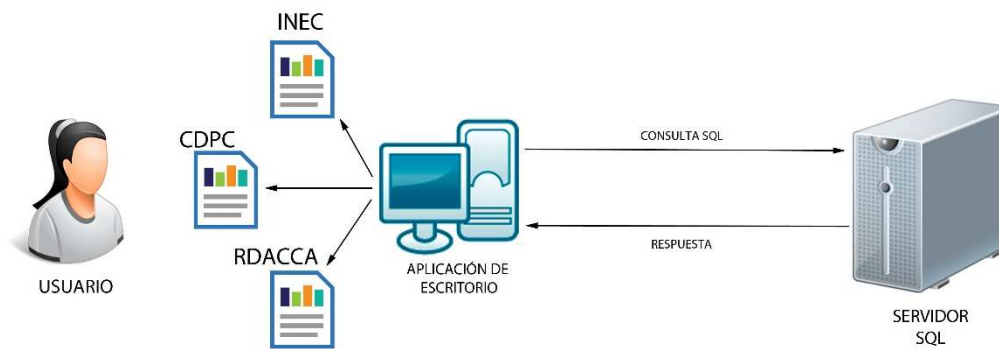 INEC
CDPC
RDACCA
USUARIO
APLICACIÓN DE
ESCRITORIO
CONSULTA SQL
RESPUESTA
SERVIDOR
SQL